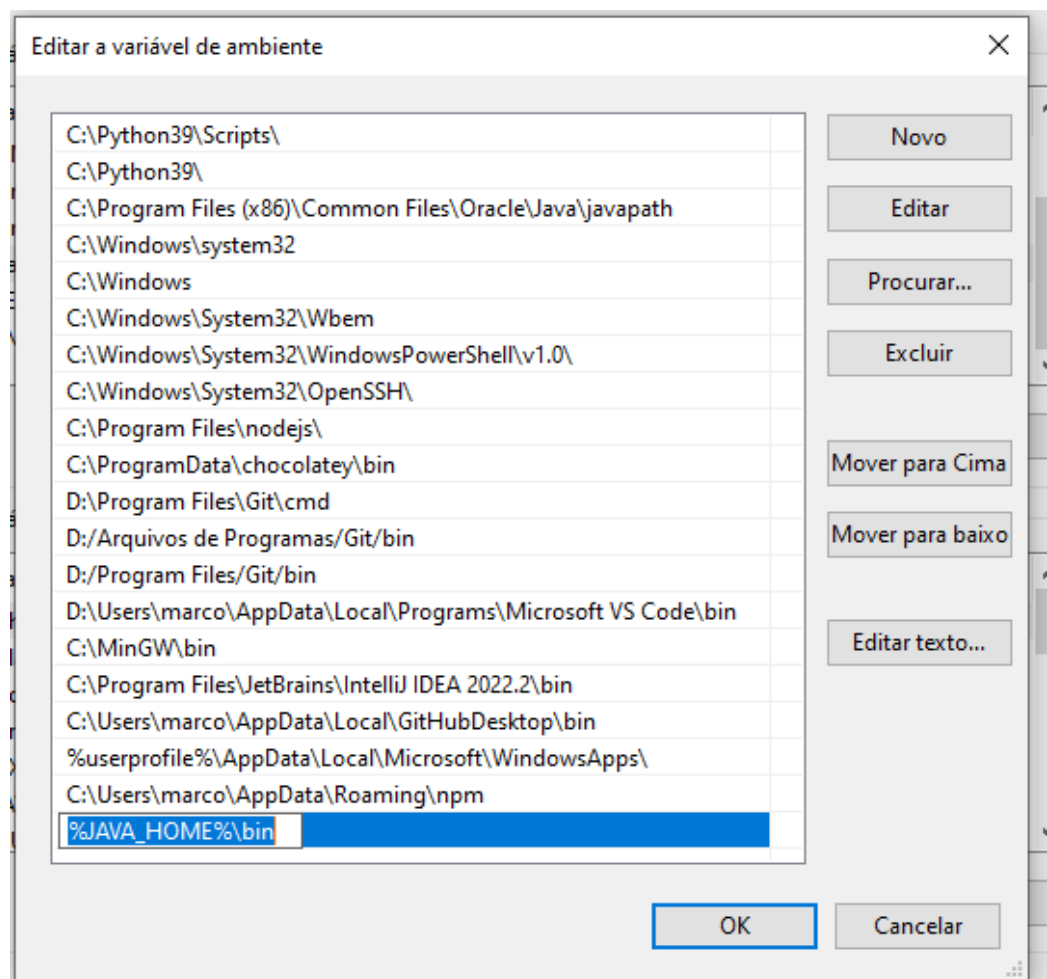 Editar a variável de ambiente
C:\Python39\Scripts\
C:\Python39\
C:\Program Files (x86)\Common Files\Oracle\Java\javapath
C:\Windows\system32
C:\Windows
C:\Windows\System32\Wbem
C:\Windows\System32\WindowsPowerShell\v1.0\
C:\Windows\System32\OpenSSH\
C:\Program Files\nodejs\
C:\ProgramData\chocolatey\bin
D:\Program Files\Git\cmd
D:/Arquivos de Programas/Git/bin
D:/Program Files/Git/bin
D:\Users\marco\AppData\Local\Programs\Microsoft VS Code\bin
C:\MinGW\bin
C:\Program Files\JetBrains\IntelliJ IDEA 2022.2\bin
C:\Users\marco\AppData\Local\GitHubDesktop\bin
%userprofile%\AppData\Local\Microsoft\WindowsApps\
C:\Users\marco\AppData\Roaming\npm
%JAVA_HOME%\bin
Novo
Editar
Procurar...
Excluir
Mover para Cima
Mover para baixo
Editar texto...
OK
Cancelar